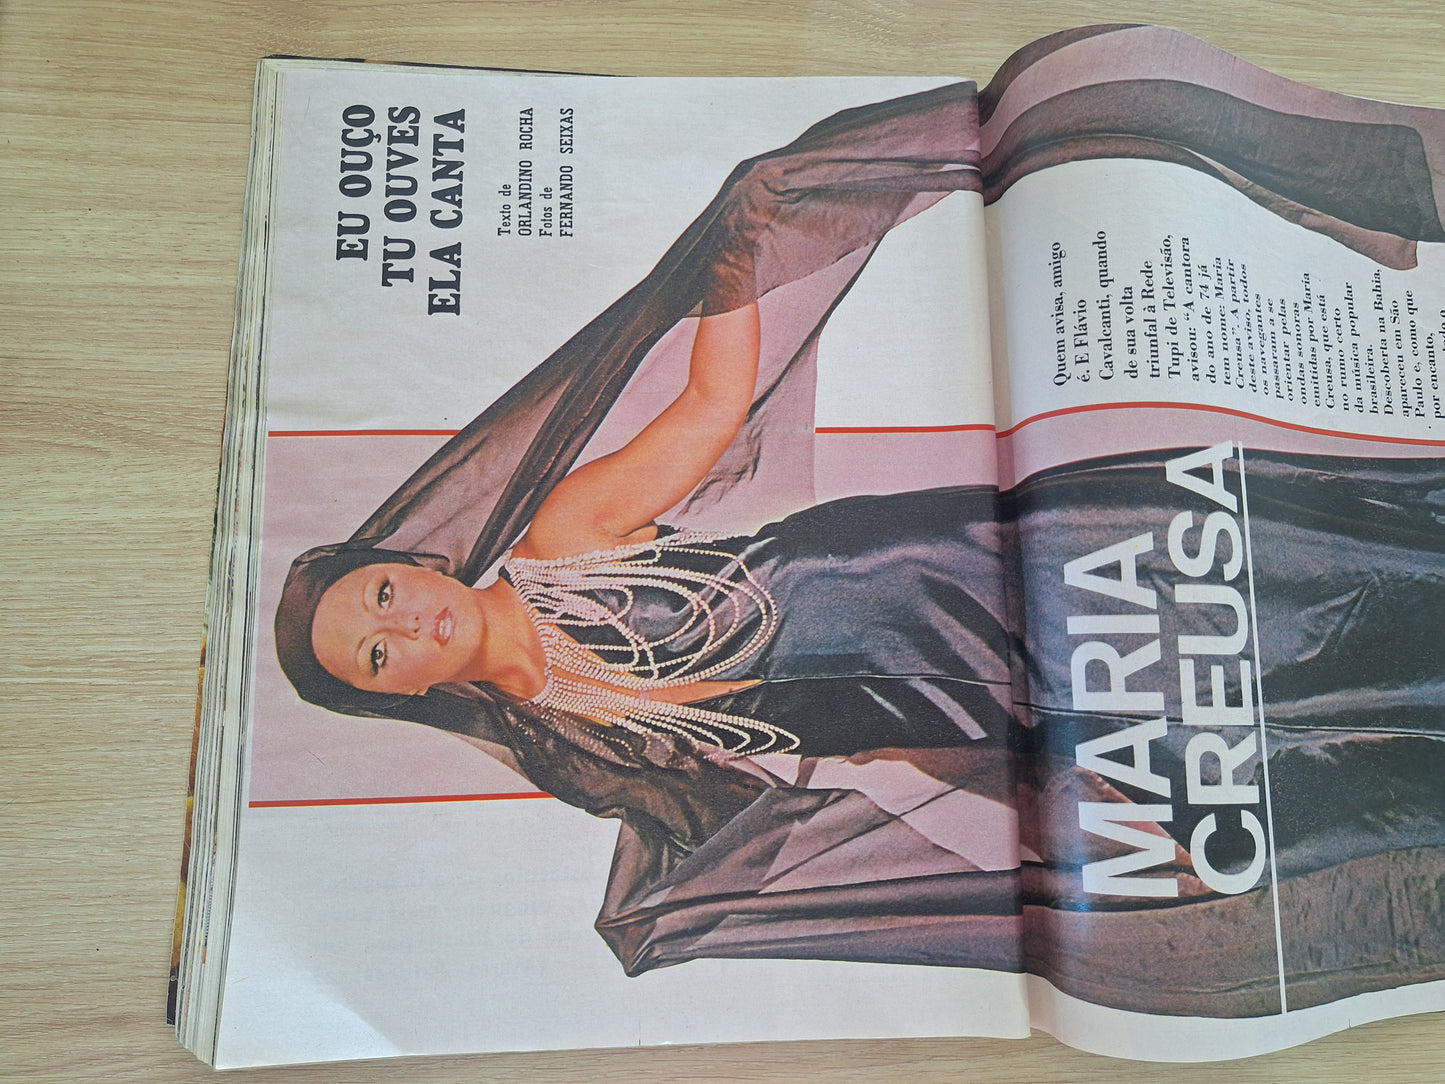 EU OUÇO
TU OUVES
ELA CANTA
Texto de
ORLANDINO ROCHA
Fotos de
FERNANDO SEIXAS
Quem avisa, amigo
é. E Flávio
Cavalcanti, quando
de sua volta
triunfal à Rede
Tupi de Televisão,
avisou: "A cantora
do ano de 74 já
tem nome: Maria
Creusa". A partir
deste aviso, todos
os navegantes
passaram a se
orientar pelas
ondas sonoras
emitidas por Maria
Creusa, que está
no rumo certo
da música popular
brasileira.
Descoberta na Bahia,
apareceu em São
Paulo e, como que
por encanto,
MARIA
CREUSA